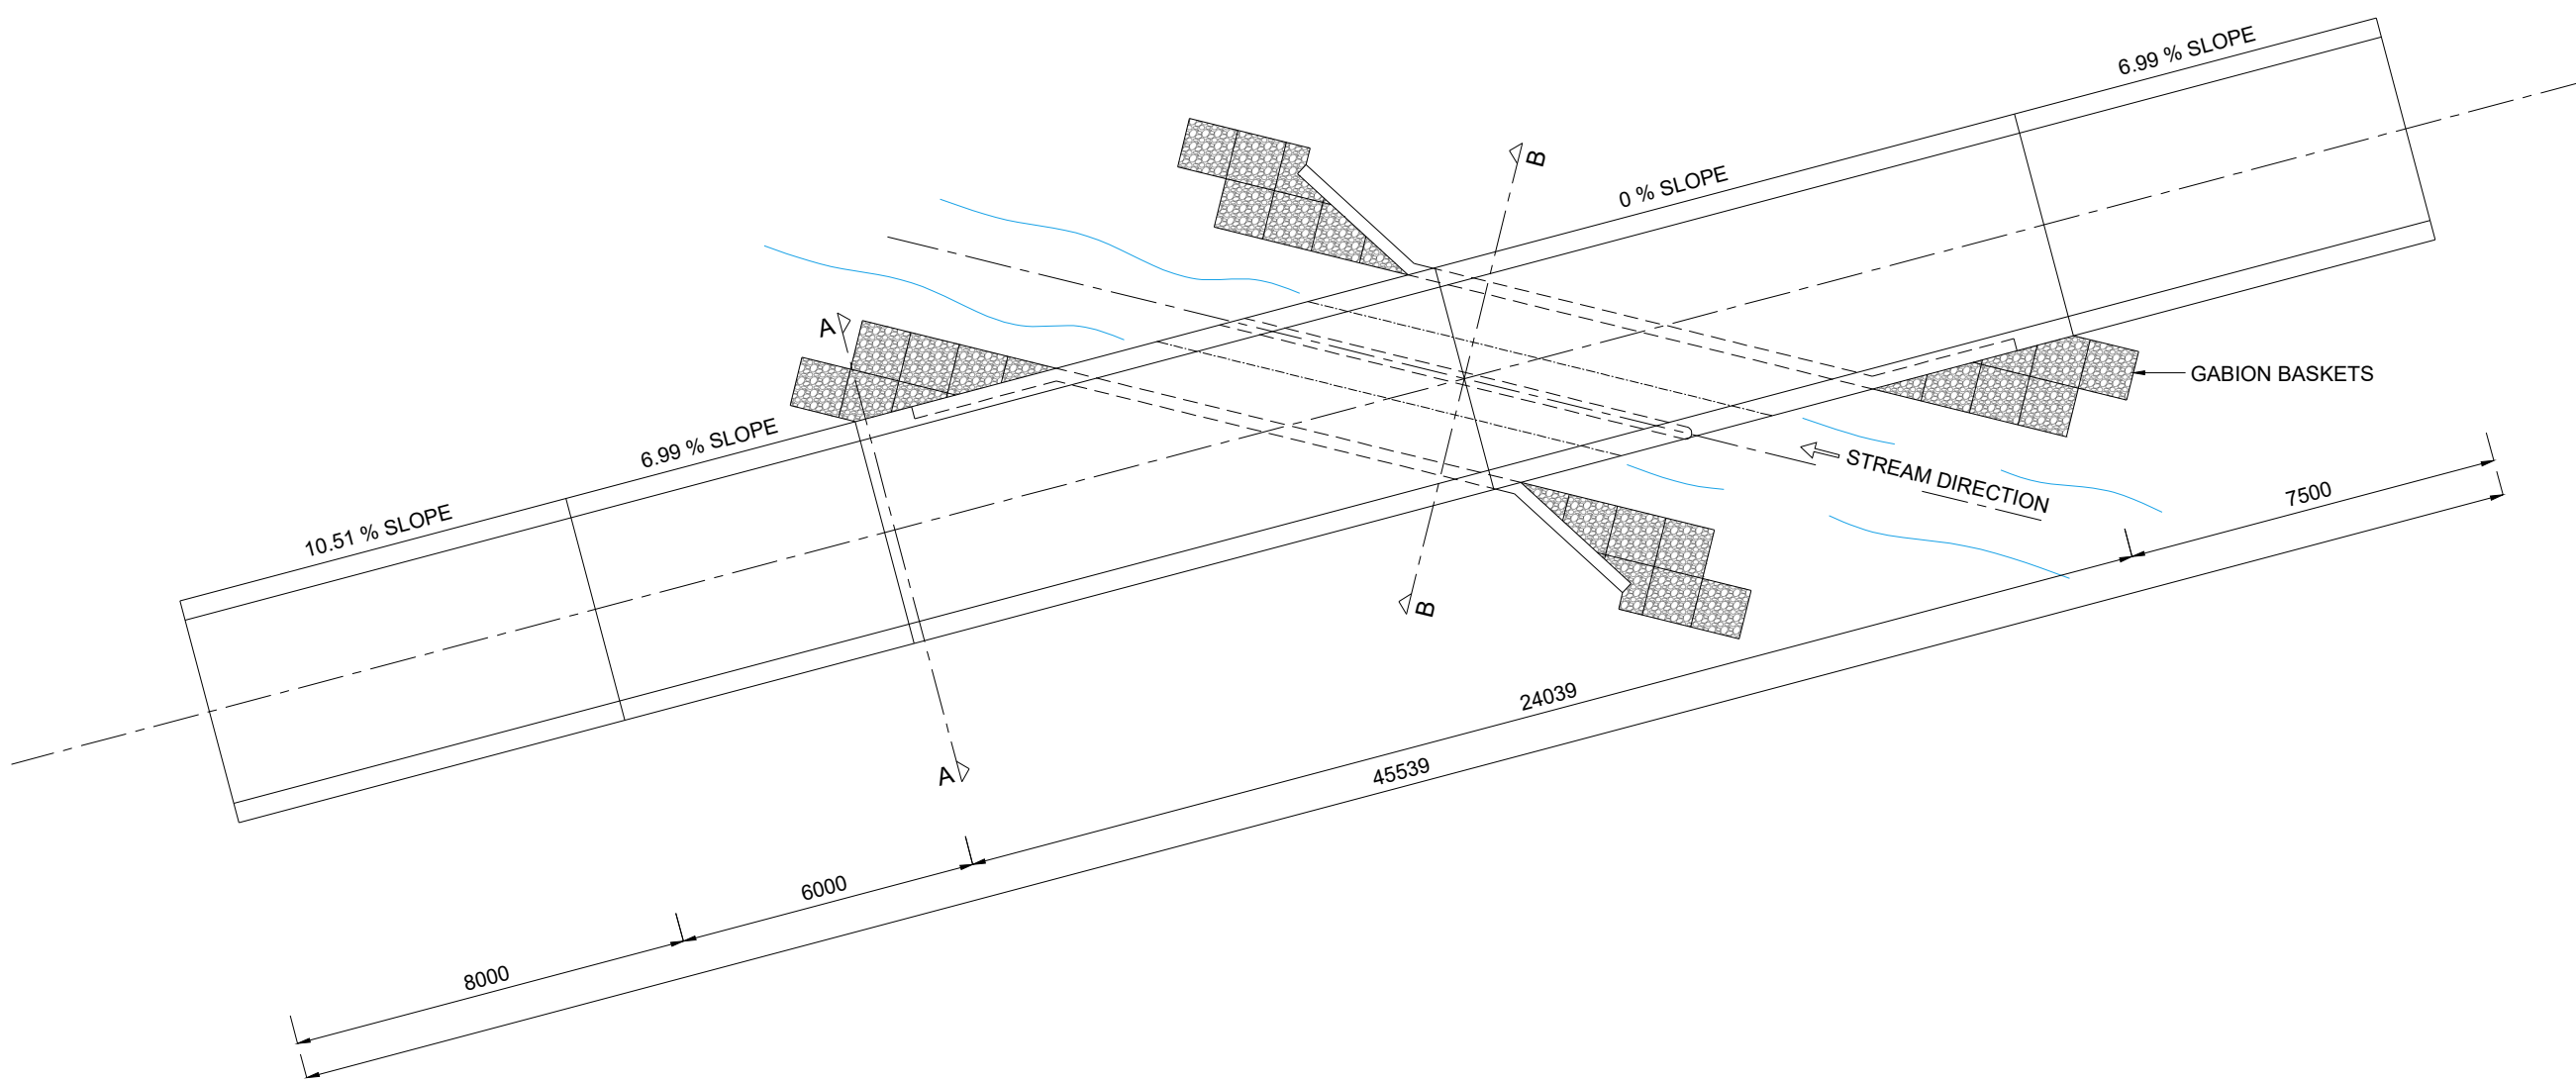 6.99 % SLOPE
B
0 % SLOPE
A
GABION BASKETS
6.99 % SLOPE
STREAM DIRECTION
7500
10.51 % SLOPE
B
24039
45539
A
6000
8000